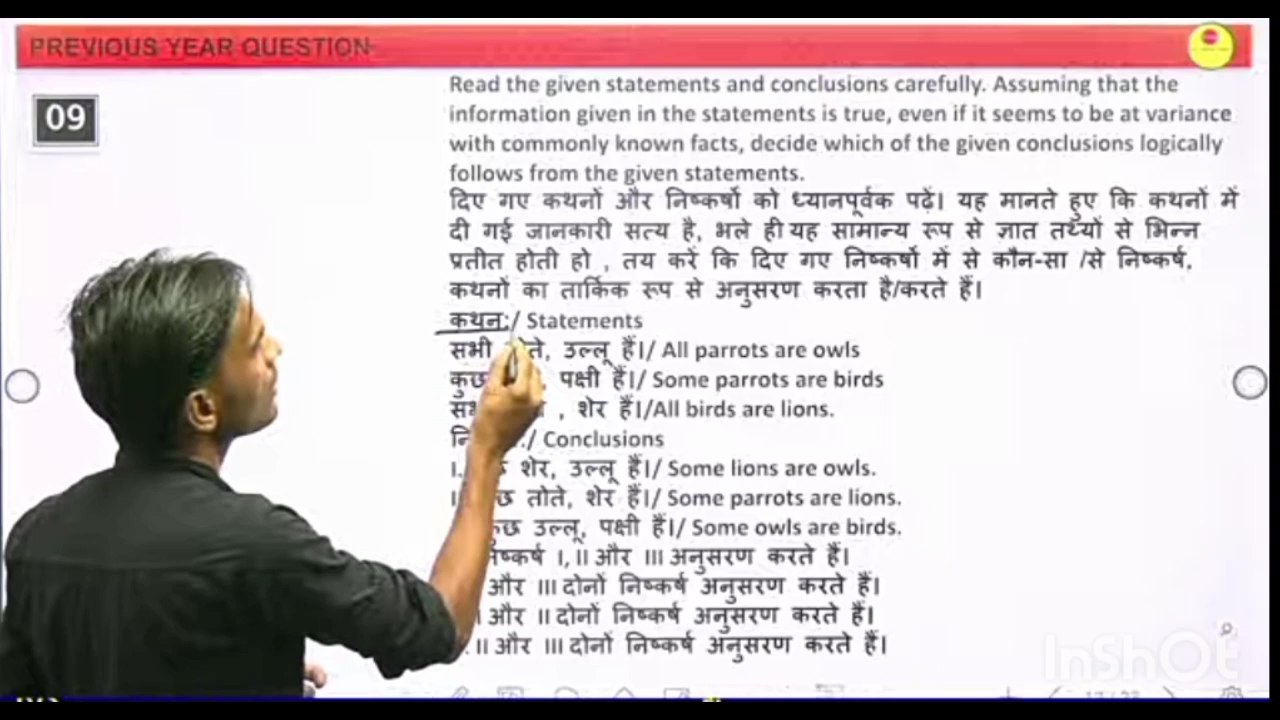 PREVIOUS YEAR QUESTION
09
Read the given statements and conclusions carefully. Assuming that the
information given in the statements is true, even if it seems to be at variance
with commonly known facts, decide which of the given conclusions logically
follows from the given statements.
दिए गए कथनों और निष्कर्षो को ध्यानपूर्वक पढ़ें। यह मानते हुए कि कथनों में
दी गई जानकारी सत्य है, भले ही यह सामान्य रूप से ज्ञात तथ्यों से भिन्न
प्रतीत होती हो , तय करें कि दिए गए निष्कर्षो में से कौन-सा /से निष्कर्ष,
कथनों का तार्किक रूप से अनुसरण करता है/करते हैं।
कथन:/ Statements
सभी उल्लू हैं।/ All parrots are owls
कुछ पक्षी हैं।/ Some parrots are birds
, शेर हैं।/All birds are lions.
/ Conclusions
I. शेर, उल्लू हैं।/ Some lions are owls.
तोते, शेर हैं।/ Some parrots are lions.
उल्लू, पक्षी हैं।/ Some owls are birds.
I, II और III अनुसरण करते हैं।
और III दोनों निष्कर्ष अनुसरण करते हैं।
और II दोनों निष्कर्ष अनुसरण करते हैं।
II और III दोनों निष्कर्ष अनुसरण करते हैं।
InShOt